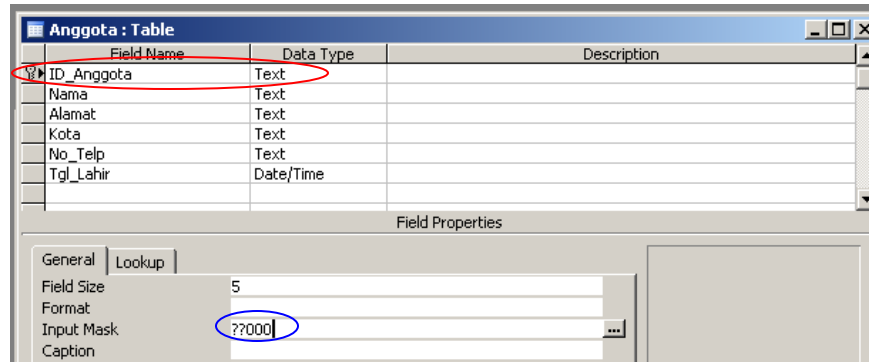 Anggota : Table
Field Name Data Type Description
ID_Anggota Text
Nama Text
Alamat Text
Kota Text
No_Telp Text
Tgl_Lahir Date/Time
Field Properties
General Lookup
Field Size 5
Format
Input Mask ??000 ...
Caption